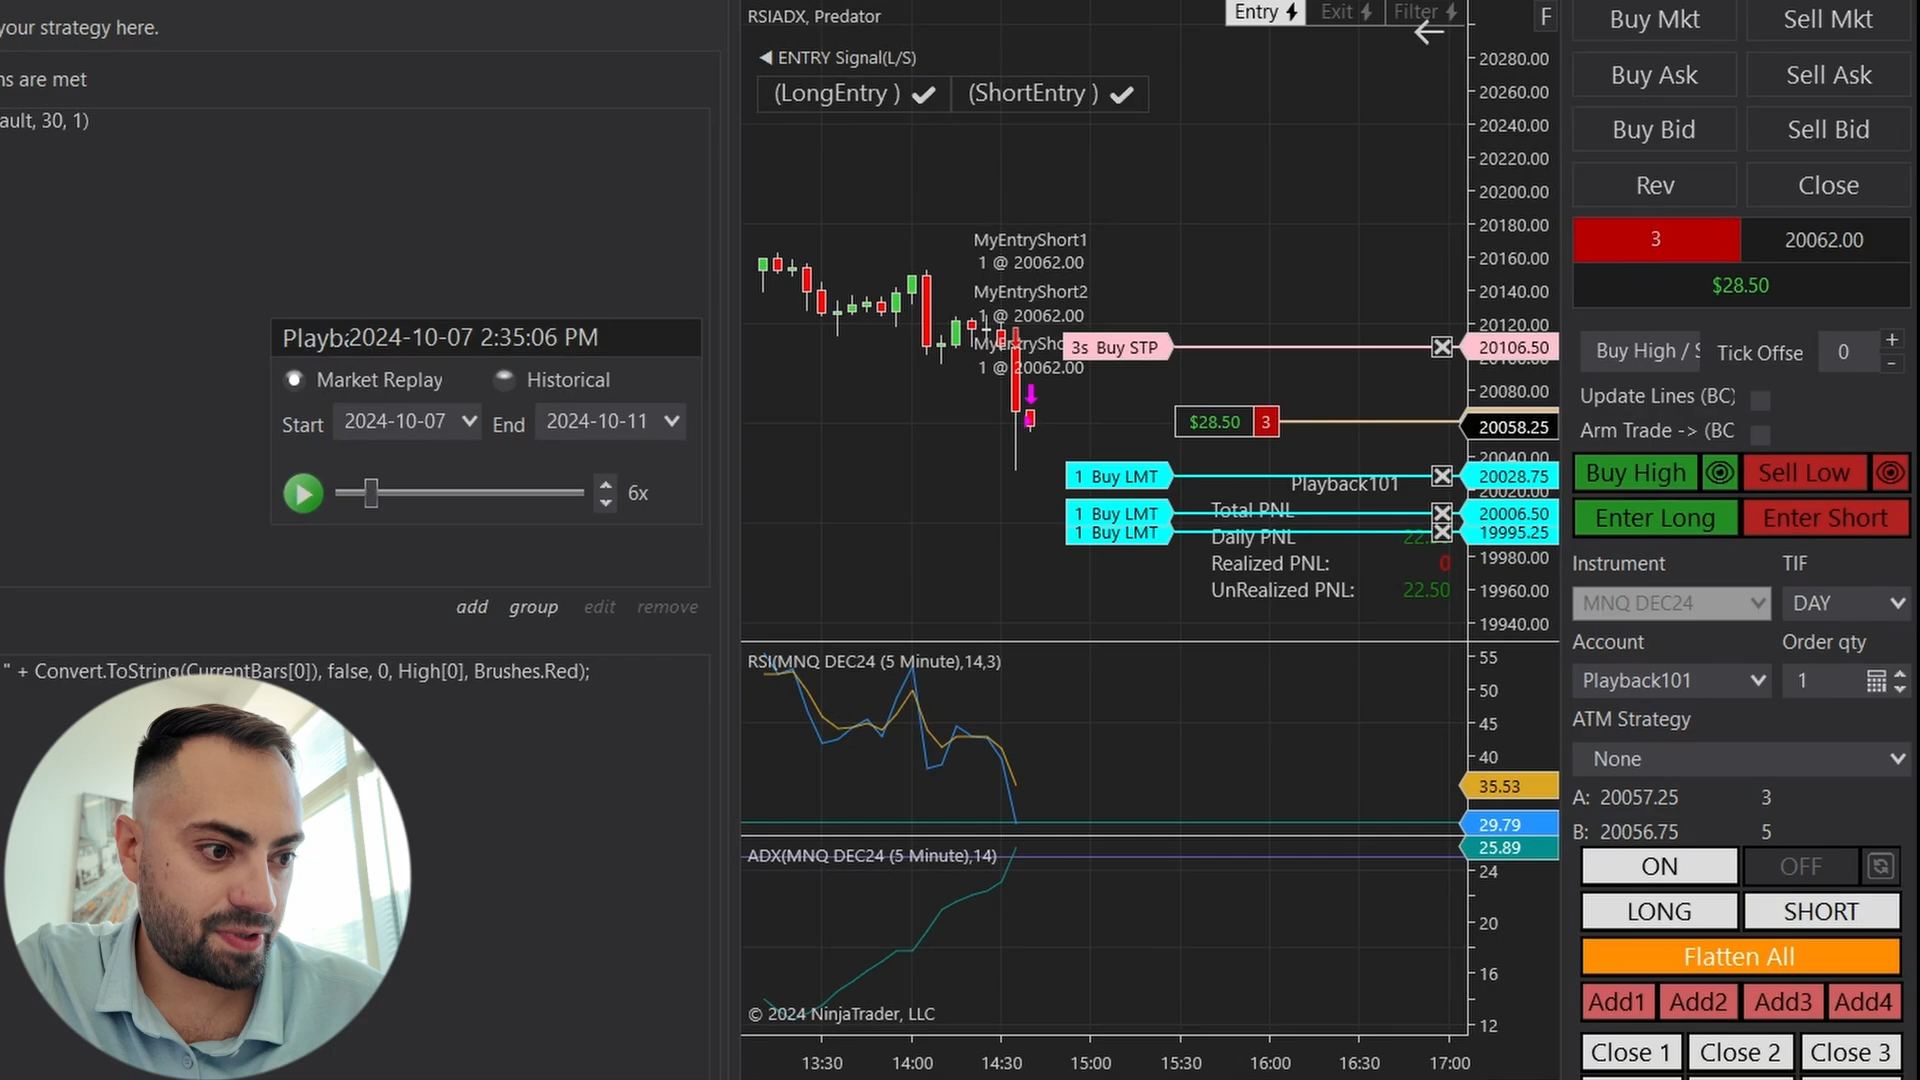 your strategy here.
ns are met
ault, 30, 1)
Playba2024-10-07 2:35:06 PM
Market Replay
Historical
Start
2024-10-07
End
2024-10-11
6x
add
group
edit
remove
" + Convert.ToString(CurrentBars[0]), false, 0, High[0], Brushes.Red);
RSIADX, Predator
Entry
Exit
Filter
F
ENTRY Signal(L/S)
(LongEntry )
(ShortEntry )
MyEntryShort1
1 @ 20062.00
MyEntryShort2
1 @ 20062.00
MyEntrySho
1 @ 20062.00
3s Buy STP
$28.50
3
1 Buy LMT
1 Buy LMT
1 Buy LMT
Playback101
Total PNL
Daily PNL
22.
Realized PNL:
0
UnRealized PNL:
22.50
20280.00
20260.00
20240.00
20220.00
20200.00
20180.00
20160.00
20140.00
20120.00
20106.50
20080.00
20058.25
20040.00
20028.75
20020.00
20006.50
19995.25
19980.00
19960.00
19940.00
RSI(MNQ DEC24 (5 Minute),14,3)
55
50
45
40
35.53
29.79
ADX(MNQ DEC24 (5 Minute),14)
25.89
24
20
16
12
© 2024 NinjaTrader, LLC
13:30
14:00
14:30
15:00
15:30
16:00
16:30
17:00
Buy Mkt
Sell Mkt
Buy Ask
Sell Ask
Buy Bid
Sell Bid
Rev
Close
3
20062.00
$28.50
Buy High / S
Tick Offse
0
+
-
Update Lines (BC)
Arm Trade -> (BC
Buy High
Sell Low
Enter Long
Enter Short
Instrument
TIF
MNQ DEC24
DAY
Account
Order qty
Playback101
1
ATM Strategy
None
A: 20057.25
3
B: 20056.75
5
ON
OFF
LONG
SHORT
Flatten All
Add1
Add2
Add3
Add4
Close 1
Close 2
Close 3